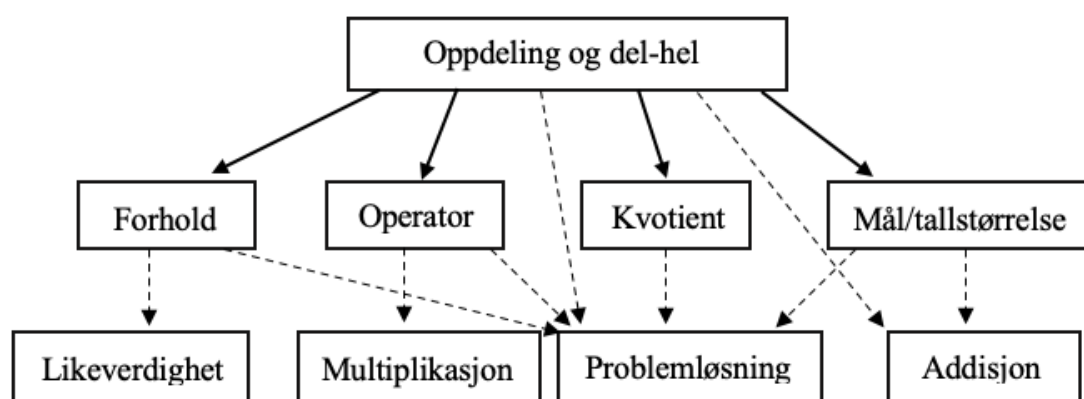 Oppdeling og del-hel
Forhold
Operator
Kvotient
Mål/tallstørrelse
Likeverdighet
Multiplikasjon
Problemløsning
Addisjon